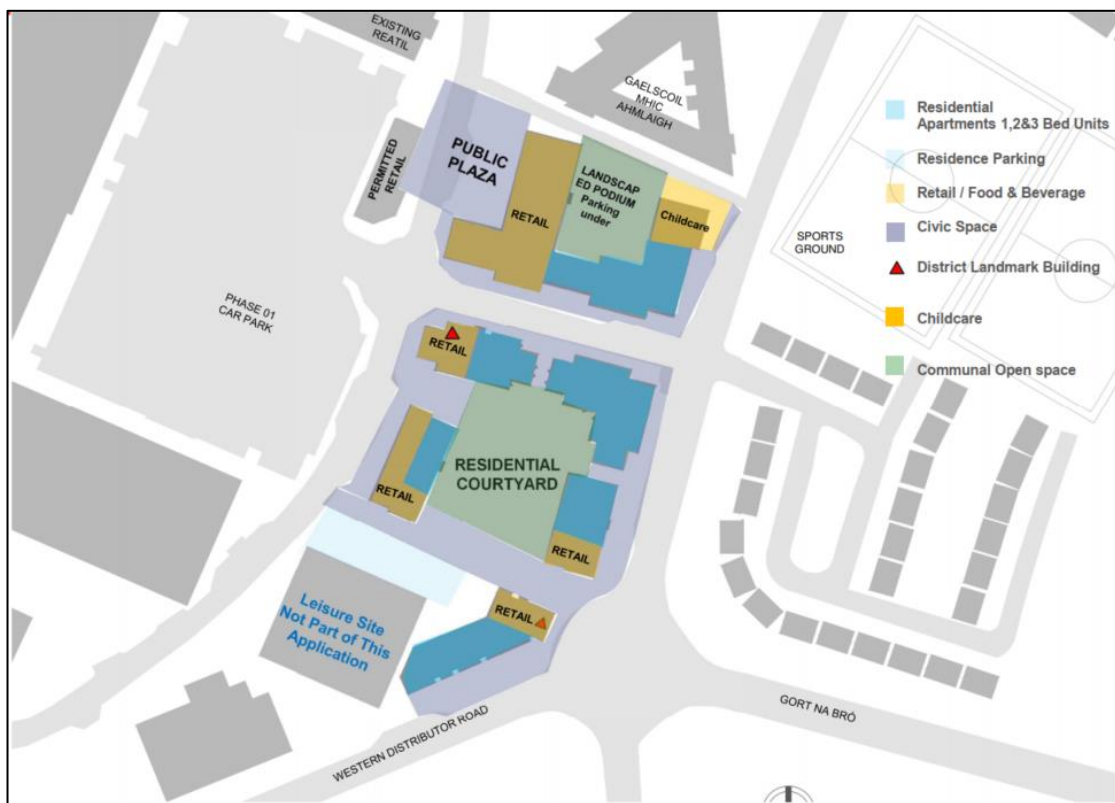 EXISTING
REATIL
GAELSCOIL
MHIC
AHMLAIGH
PERMITTED
RETAIL
PUBLIC
PLAZA
RETAIL
LANDSCAP
ED PODIUM
Parking
under
Childcare
SPORTS
GROUND
PHASE 01
CAR PARK
RETAIL
RESIDENTIAL
COURTYARD
RETAIL
RETAIL
RETAIL
Leisure Site
Not Part of This
Application
WESTERN DISTRIBUTOR ROAD
GORT NA BRÓ
Residential
Apartments 1,2&3 Bed Units
Residence Parking
Retail / Food & Beverage
Civic Space
District Landmark Building
Childcare
Communal Open space